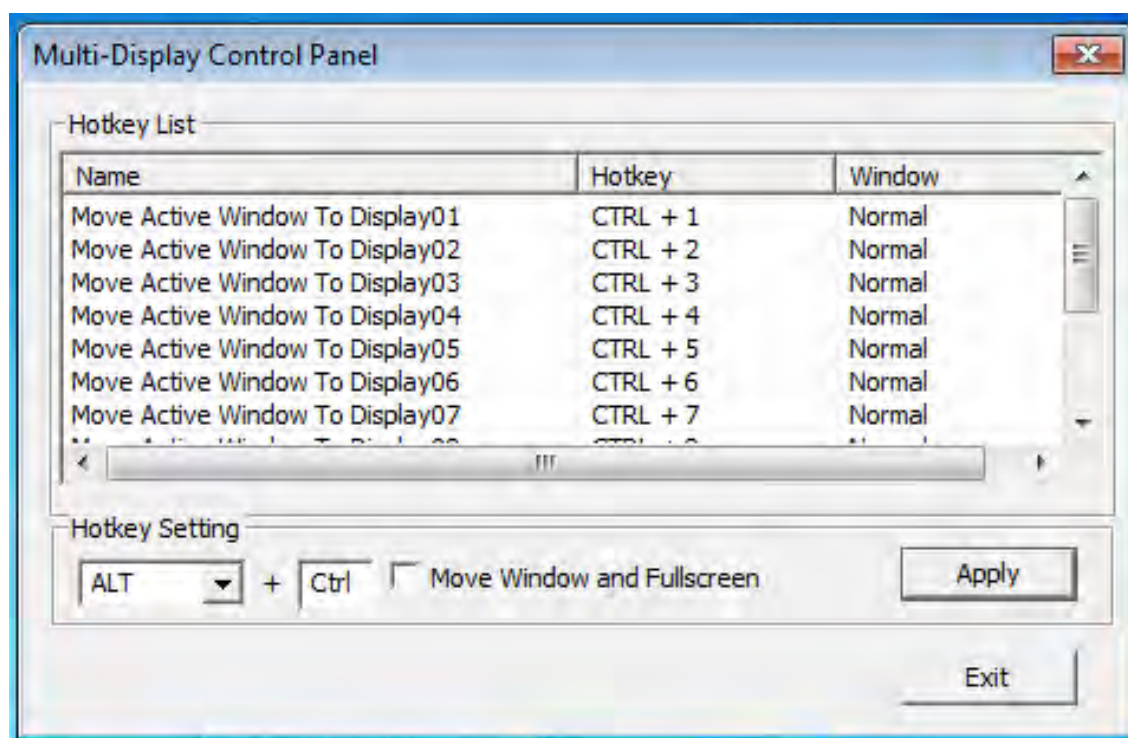 Multi-Display Control Panel
Hotkey List
Name Hotkey Window
Move Active Window To Display01 CTRL + 1 Normal
Move Active Window To Display02 CTRL + 2 Normal
Move Active Window To Display03 CTRL + 3 Normal
Move Active Window To Display04 CTRL + 4 Normal
Move Active Window To Display05 CTRL + 5 Normal
Move Active Window To Display06 CTRL + 6 Normal
Move Active Window To Display07 CTRL + 7 Normal
Hotkey Setting
ALT + Ctrl Move Window and Fullscreen Apply
Exit